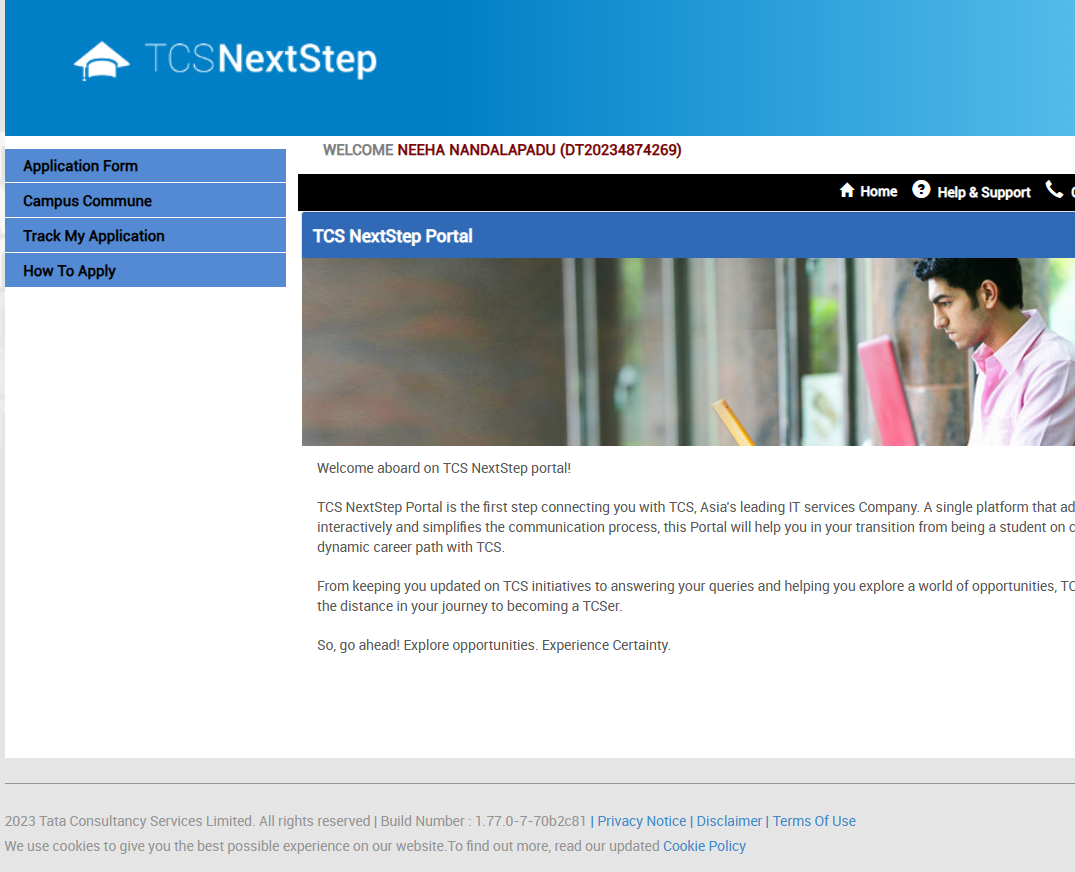 TCSNextStep
WELCOME NEEHA NANDALAPADU (DT20234874269)
Application Form
Campus Commune
Track My Application
How To Apply
Home Help & Support
TCS NextStep Portal
Welcome aboard on TCS NextStep portal!
TCS NextStep Portal is the first step connecting you with TCS, Asia's leading IT services Company. A single platform that ad
interactively and simplifies the communication process, this Portal will help you in your transition from being a student on c
dynamic career path with TCS.
From keeping you updated on TCS initiatives to answering your queries and helping you explore a world of opportunities, TC
the distance in your journey to becoming a TCSer.
So, go ahead! Explore opportunities. Experience Certainty.
2023 Tata Consultancy Services Limited. All rights reserved | Build Number : 1.77.0-7-70b2c81 | Privacy Notice | Disclaimer | Terms Of Use
We use cookies to give you the best possible experience on our website.To find out more, read our updated Cookie Policy